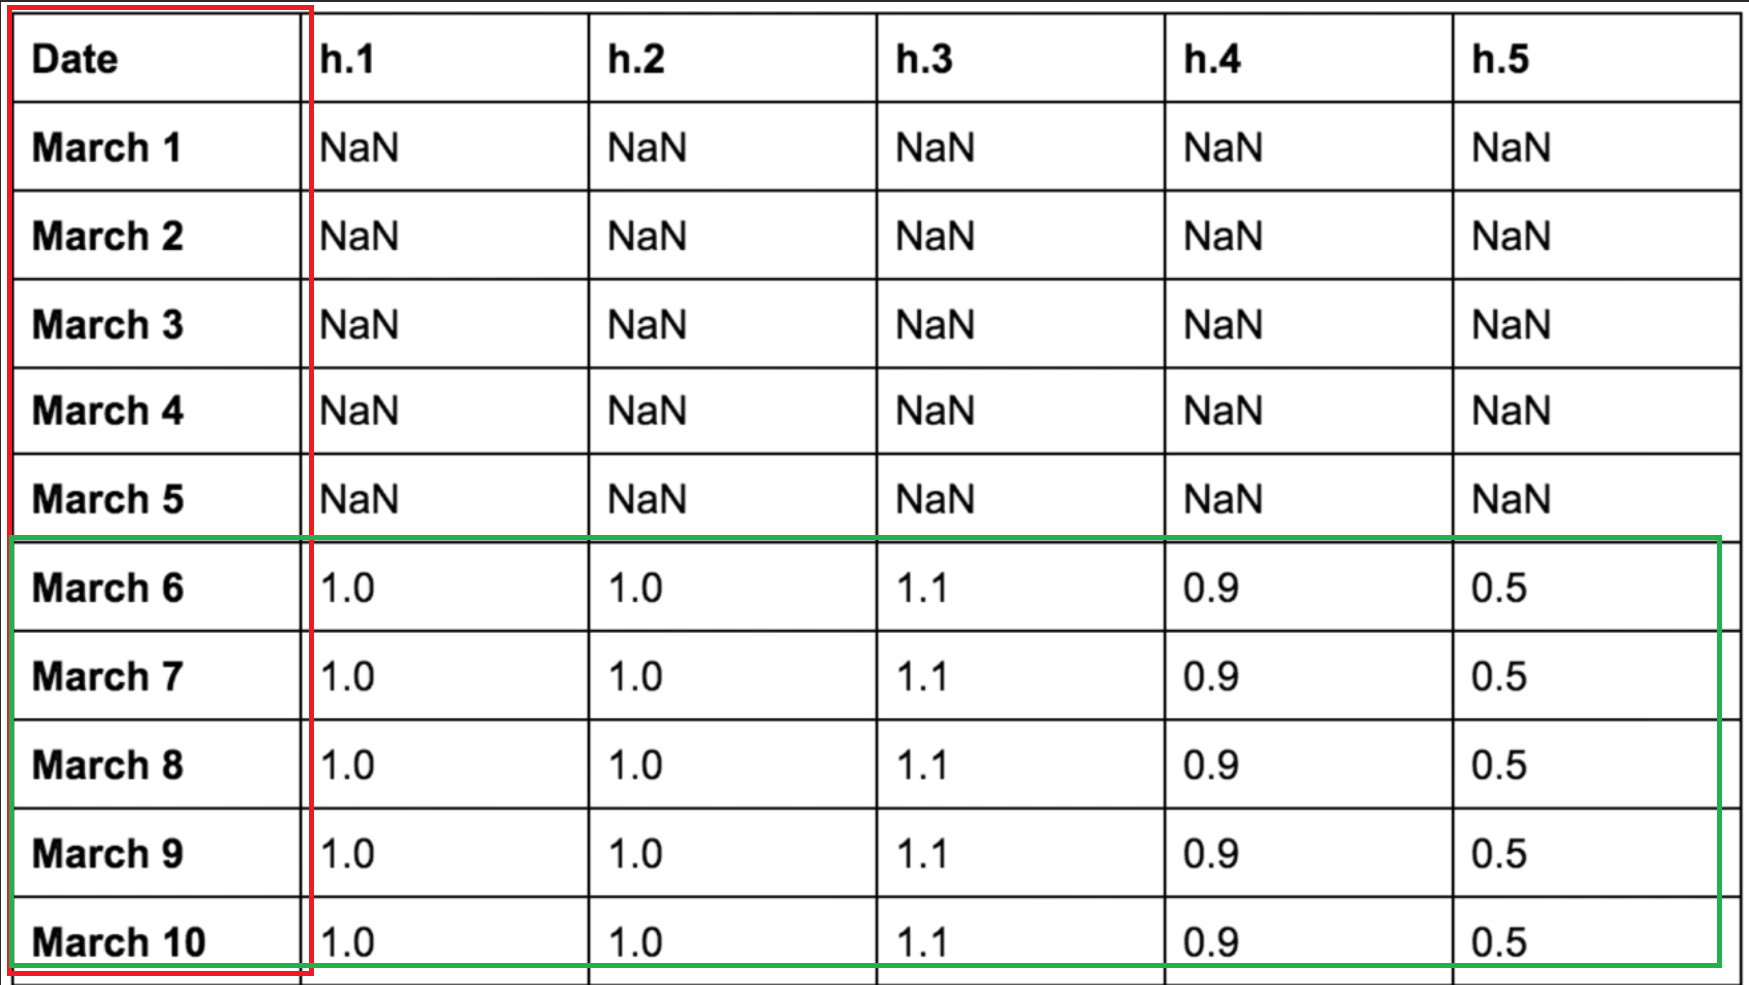 Date h.1 h.2 h.3 h.4 h.5
March 1 NaN NaN NaN NaN NaN
March 2 NaN NaN NaN NaN NaN
March 3 NaN NaN NaN NaN NaN
March 4 NaN NaN NaN NaN NaN
March 5 NaN NaN NaN NaN NaN
March 6 1.0 1.0 1.1 0.9 0.5
March 7 1.0 1.0 1.1 0.9 0.5
March 8 1.0 1.0 1.1 0.9 0.5
March 9 1.0 1.0 1.1 0.9 0.5
March 10 1.0 1.0 1.1 0.9 0.5